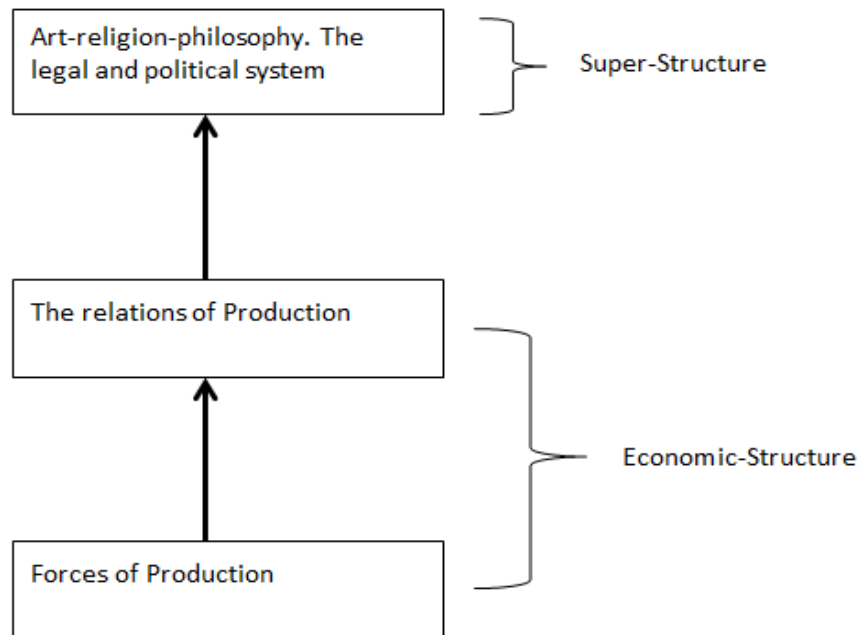 Art-religion-philosophy. The
legal and political system
Super-Structure
The relations of Production
Economic-Structure
Forces of Production